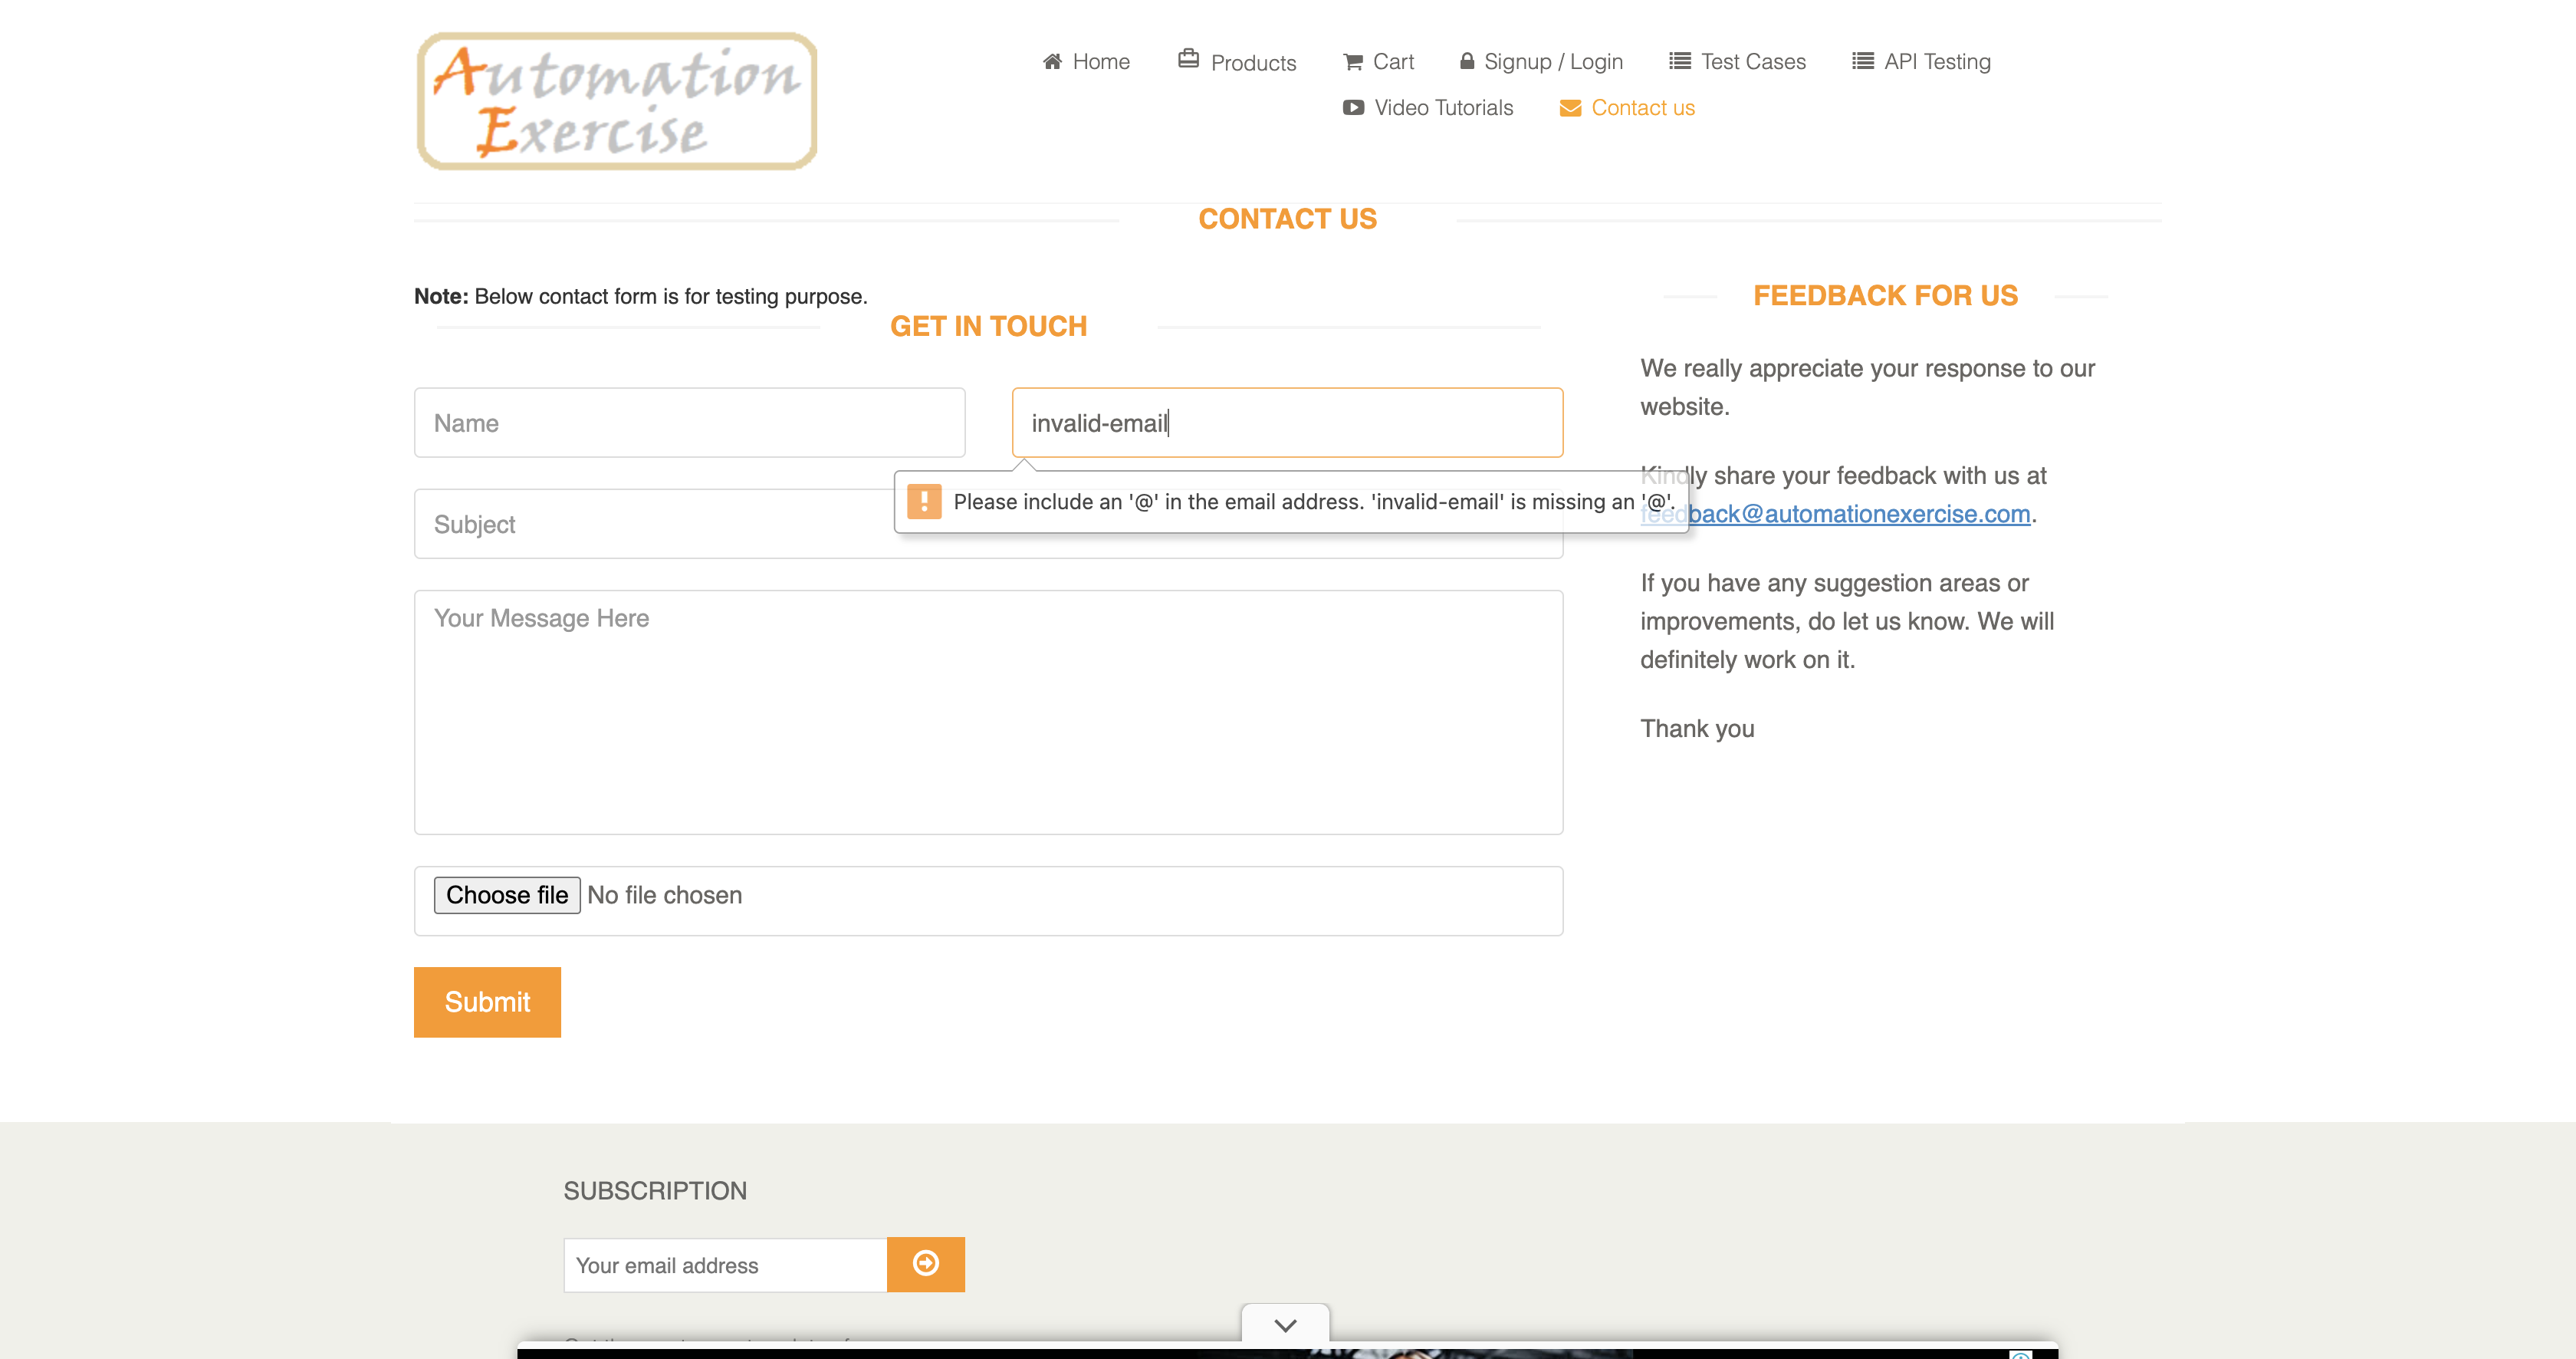 Automation
Exercise
Home
Products
Cart
Signup / Login
Test Cases
API Testing
Video Tutorials
Contact us
CONTACT US
Note: Below contact form is for testing purpose.
GET IN TOUCH
Name
invalid-email
Please include an '@' in the email address. 'invalid-email' is missing an '@'.
Subject
Your Message Here
Choose file No file chosen
Submit
FEEDBACK FOR US
We really appreciate your response to our
website.
Kindly share your feedback with us at
feedback@automationexercise.com.
If you have any suggestion areas or
improvements, do let us know. We will
definitely work on it.
Thank you
SUBSCRIPTION
Your email address